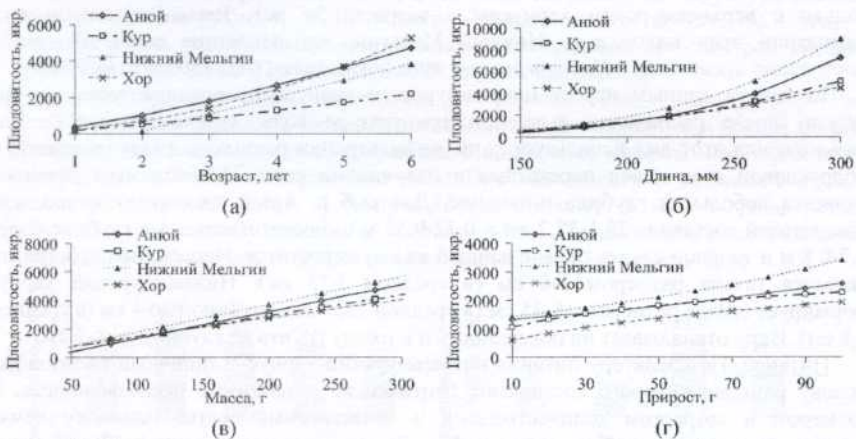 Плодовитость, икр.
6000
4000
2000
0
1 2 3 4 5 6
Возраст, лет
(а)
Анюй
Кур
Нижний Мельгин
Хор
Плодовитость, икр.
10000
8000
6000
4000
2000
0
150 200 250 300
Длина, мм
(б)
Анюй
Кур
Нижний Мельгин
Хор
Плодовитость, икр.
8000
6000
4000
2000
0
50 100 150 200 250 300
Масса, г
(в)
Анюй
Кур
Нижний Мельгин
Хор
Плодовитость, икр.
4000
3000
2000
1000
0
10 30 50 70 90
Прирост, г
(г)
Анюй
Кур
Нижний Мельгин
Хор